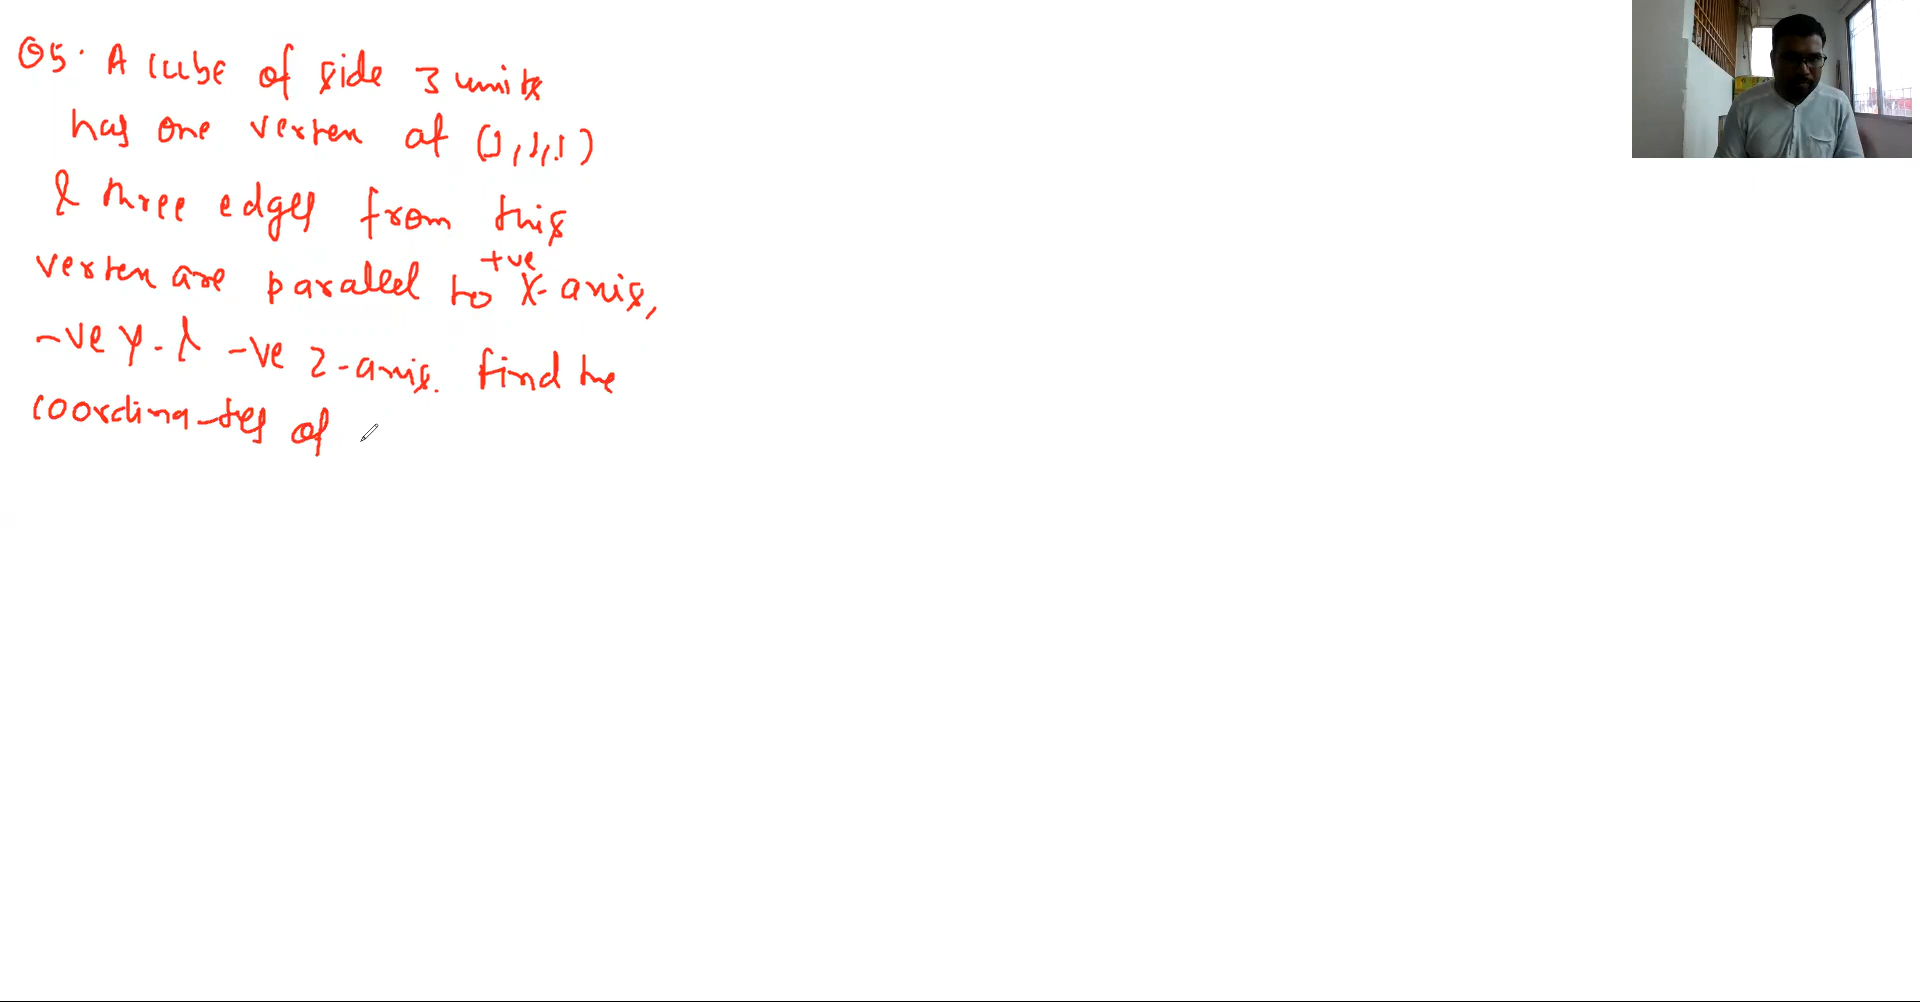 Q5. A cube of side 3 units
has one vertex at (1,1,1)
& three edges from this
+ve
vertex are parallel to X-axis,
-ve y- & -ve Z-axis. Find the
coordinates of